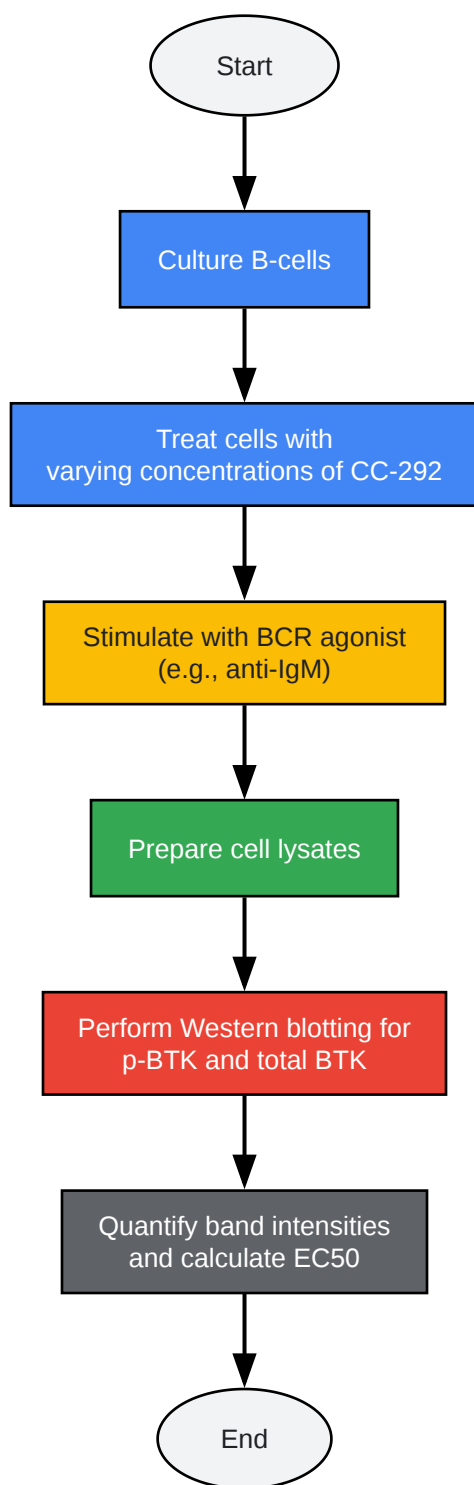 Start
Culture B-cells
Treat cells with
varying concentrations of CC-292
Stimulate with BCR agonist
(e.g., anti-IgM)
Prepare cell lysates
Perform Western blotting for
p-BTK and total BTK
Quantify band intensities
and calculate EC50
End